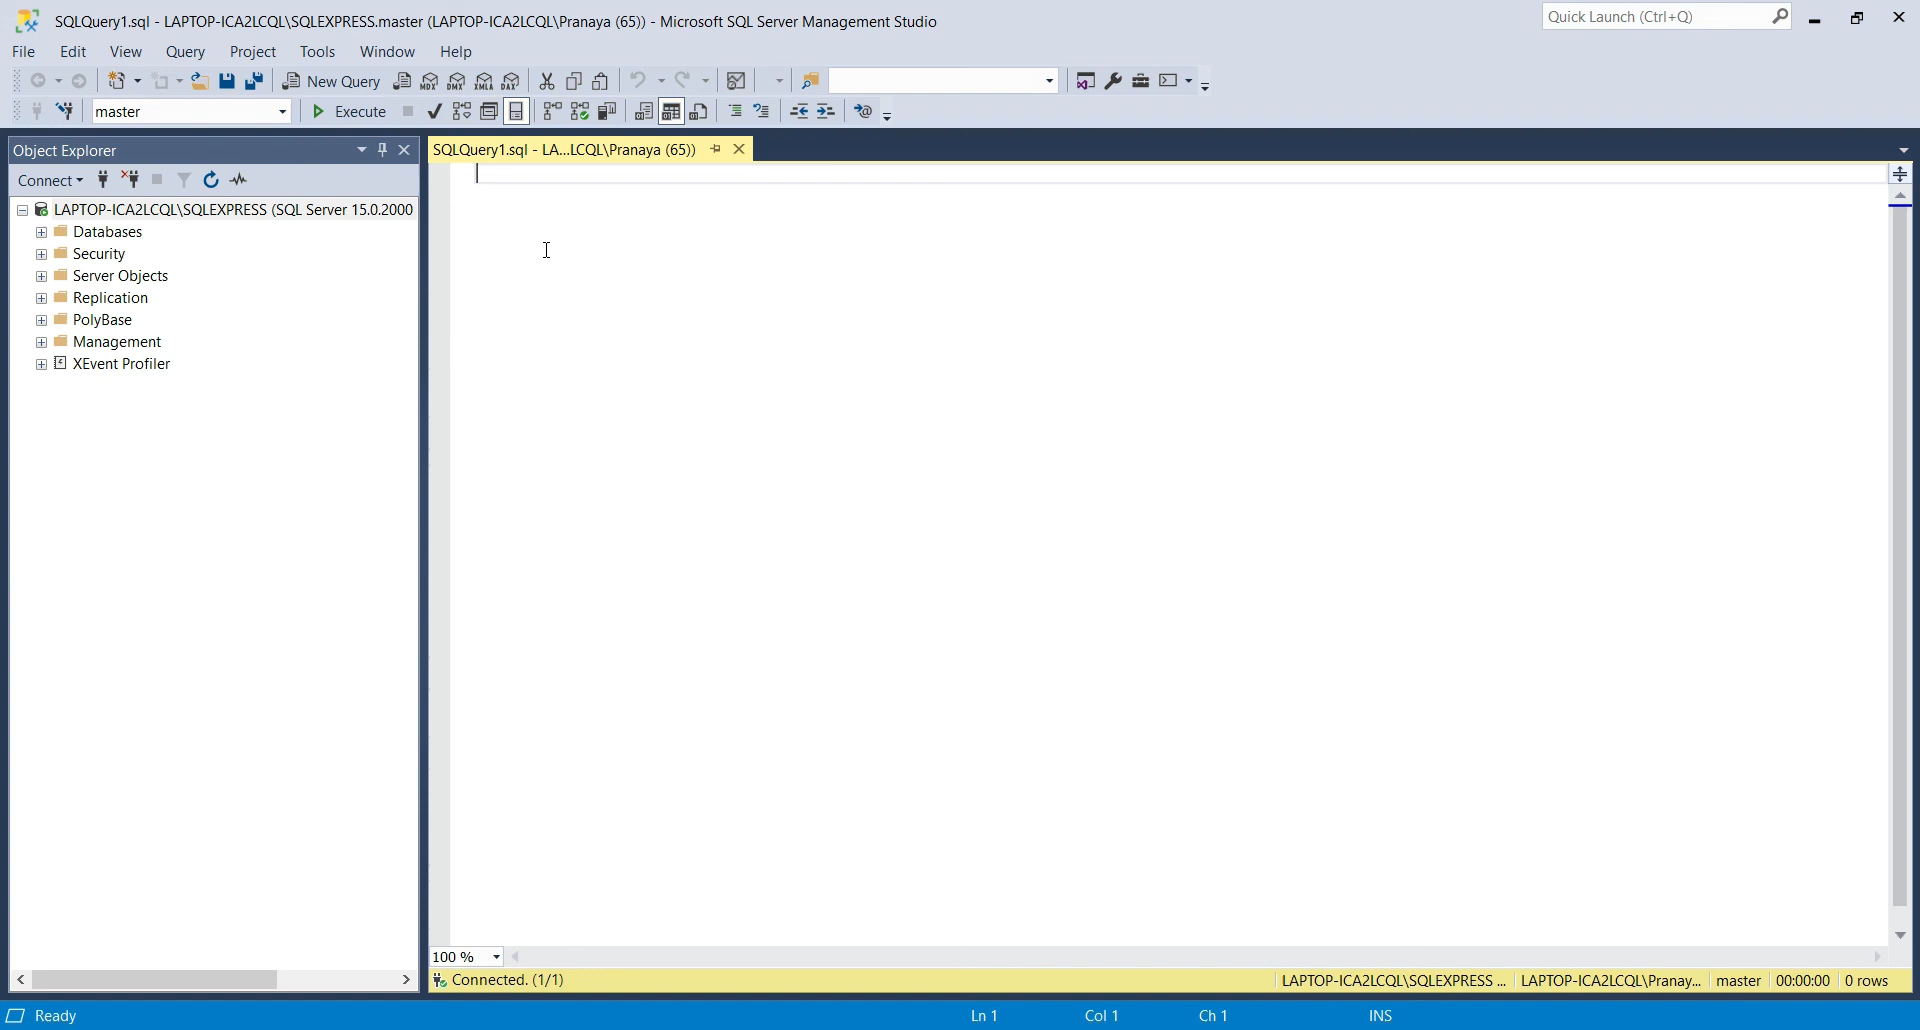 SQLQuery1.sql - LAPTOP-ICA2LCQL\SQLEXPRESS.master (LAPTOP-ICA2LCQL\Pranaya (65)) - Microsoft SQL Server Management Studio
Quick Launch (Ctrl+Q)
File Edit View Query Project Tools Window Help
New Query MDX DMX XMLA DAX
master Execute
Object Explorer
SQLQuery1.sql - LA...LCQL\Pranaya (65))
Connect
LAPTOP-ICA2LCQL\SQLEXPRESS (SQL Server 15.0.2000
Databases
Security
Server Objects
Replication
PolyBase
Management
XEvent Profiler
100 %
Connected. (1/1) LAPTOP-ICA2LCQL\SQLEXPRESS ... LAPTOP-ICA2LCQL\Pranay... master 00:00:00 0 rows
Ready Ln 1 Col 1 Ch 1 INS